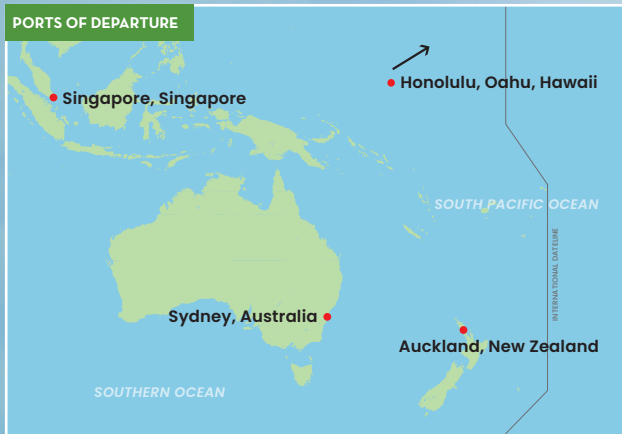 PORTS OF DEPARTURE
Honolulu, Oahu, Hawaii
Singapore, Singapore
SOUTH PACIFIC OCEAN
INTERNATIONAL DATELINE
Sydney, Australia
Auckland, New Zealand
SOUTHERN OCEAN